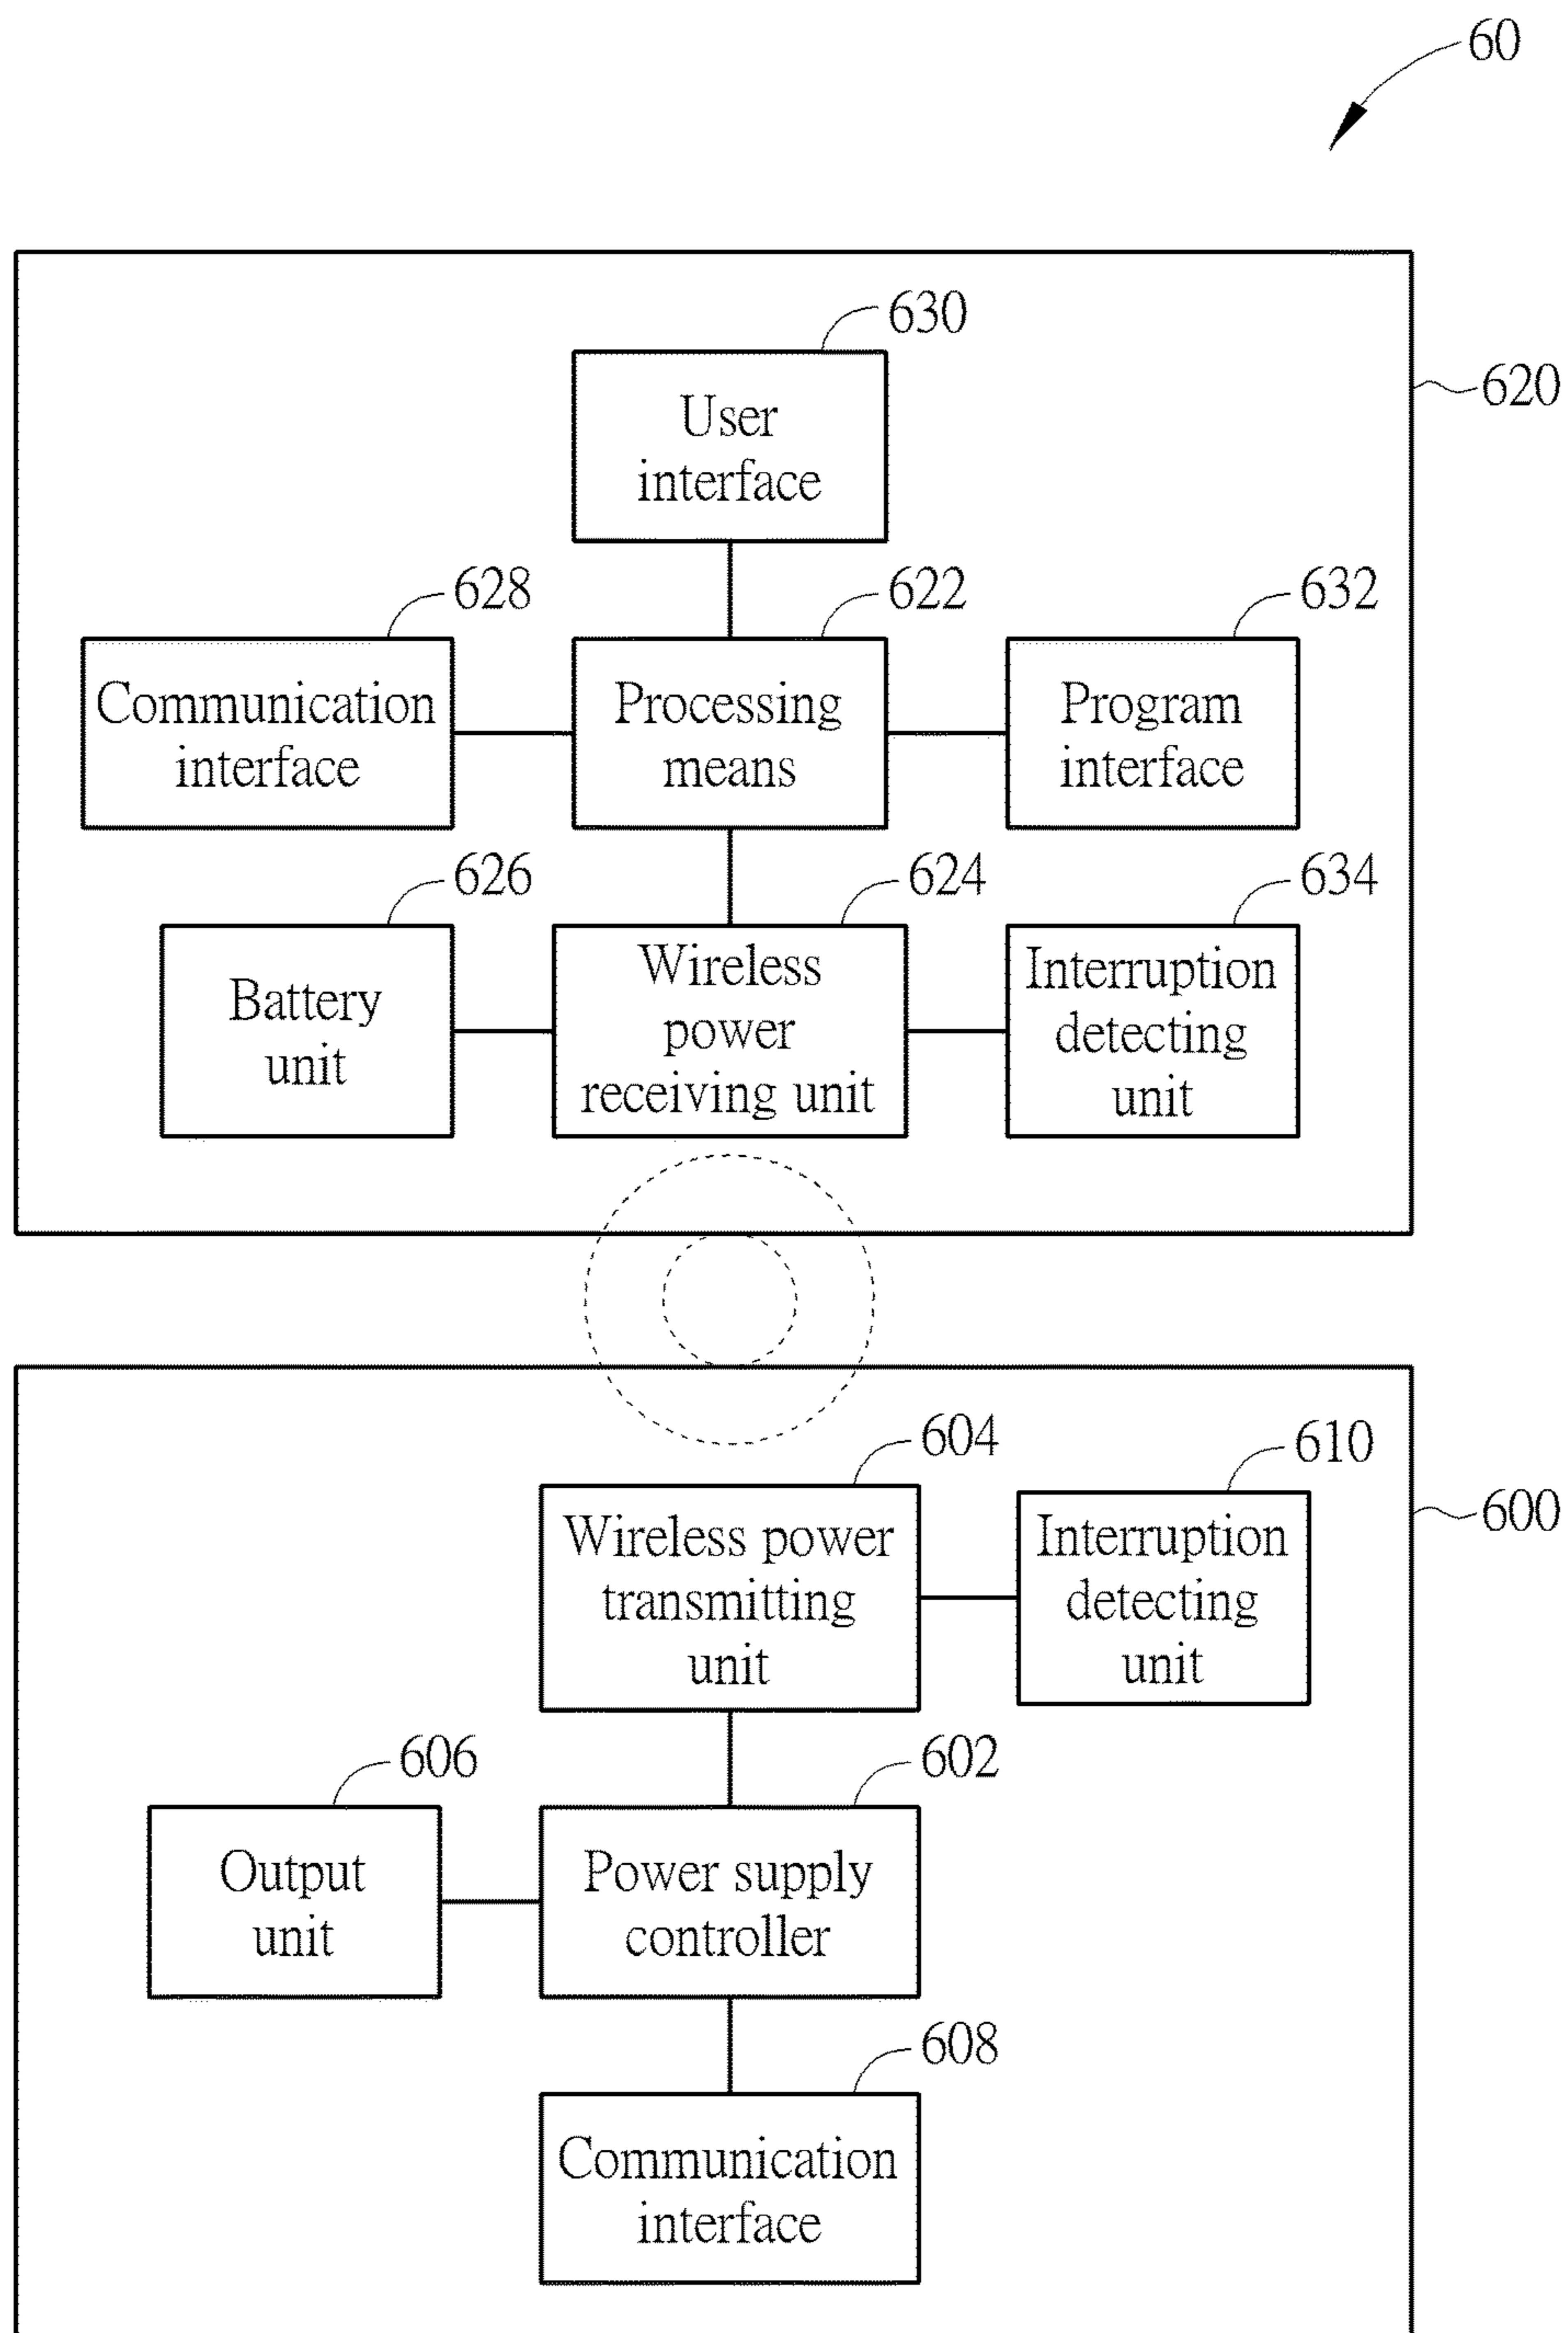 60
630
620
User
interface
628
622
632
Communication
interface
Processing
means
Program
interface
626
624
634
Battery
unit
Wireless
power
receiving unit
Interruption
detecting
unit
604
610
600
Wireless power
transmitting
unit
Interruption
detecting
unit
606
602
Output
unit
Power supply
controller
608
Communication
interface